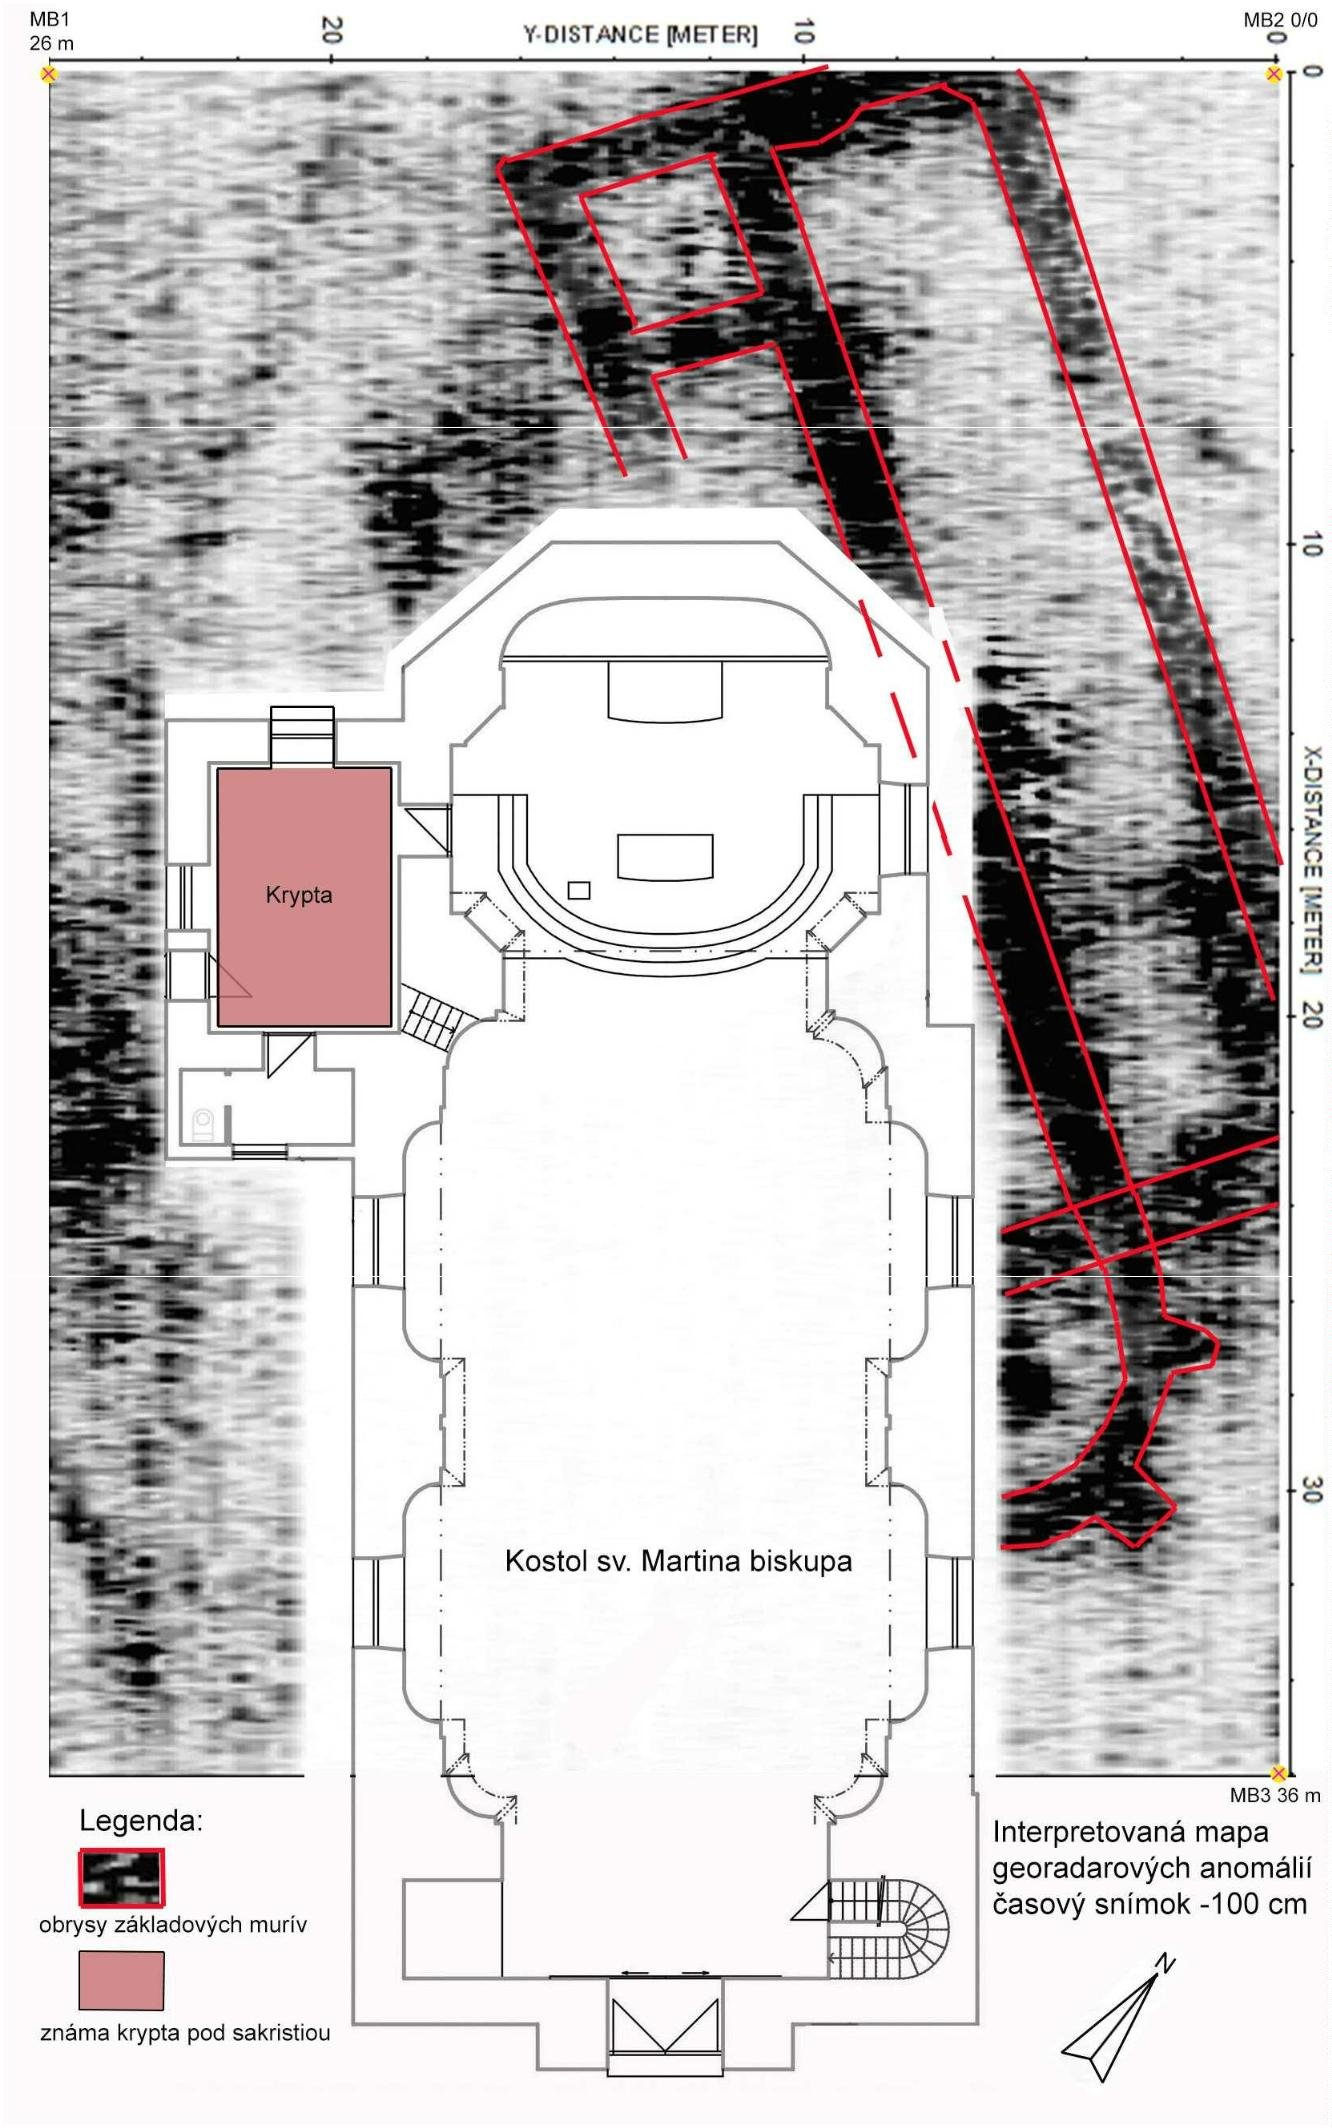 MB1
26 m
20
Y-DISTANCE [METER]
10
MB2 0/0
0
0
10
X-DISTANCE [METER]
20
30
Krypta
Kostol sv. Martina biskupa
MB3 36 m
Legenda:
obrysy základových murív
známa krypta pod sakristiou
Interpretovaná mapa
georadarových anomálií
časový snímok -100 cm
N